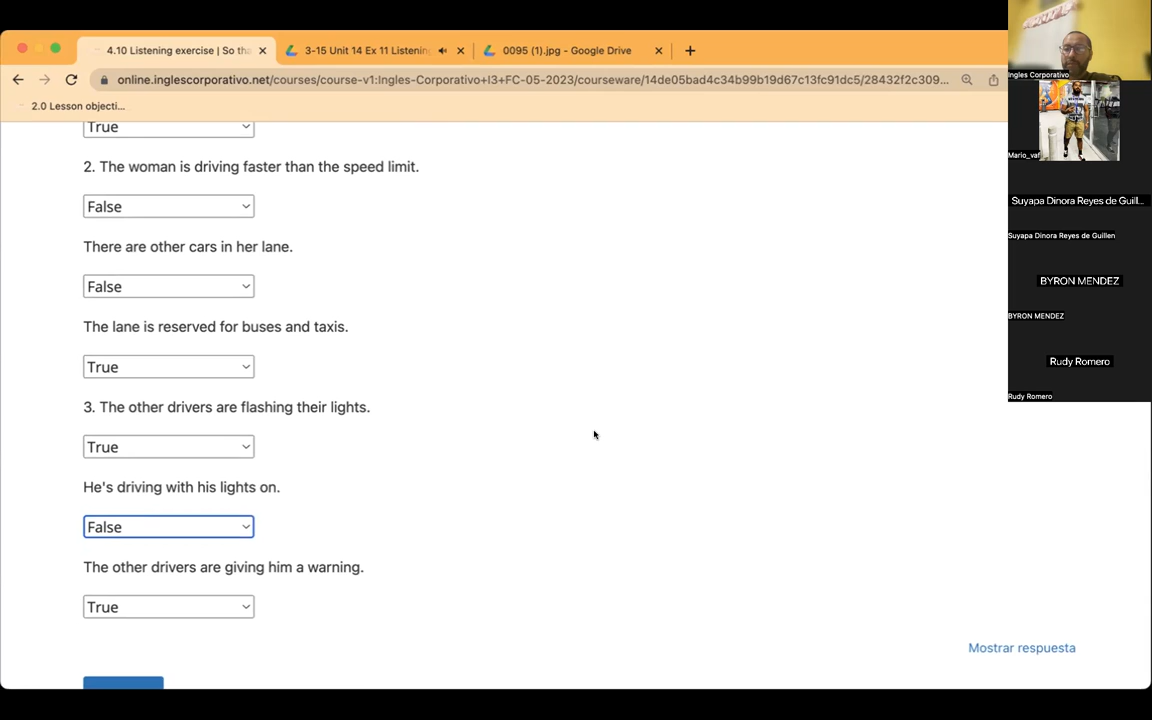 4.10 Listening exercise | So tha
3-15 Unit 14 Ex 11 Listening
0095 (1).jpg - Google Drive
online.inglescorporativo.net/courses/course-v1:Ingles-Corporativo+I3+FC-05-2023/courseware/14de05bad4c34b99b19d67c13fc91dc5/28432f2c309...
2.0 Lesson objecti...
True
2. The woman is driving faster than the speed limit.
False
There are other cars in her lane.
False
The lane is reserved for buses and taxis.
True
3. The other drivers are flashing their lights.
True
He's driving with his lights on.
False
The other drivers are giving him a warning.
True
Mostrar respuesta
Ingles Corporativo
Mario_vaf
Suyapa Dinora Reyes de Guill...
Suyapa Dinora Reyes de Guillen
BYRON MENDEZ
BYRON MENDEZ
Rudy Romero
Rudy Romero